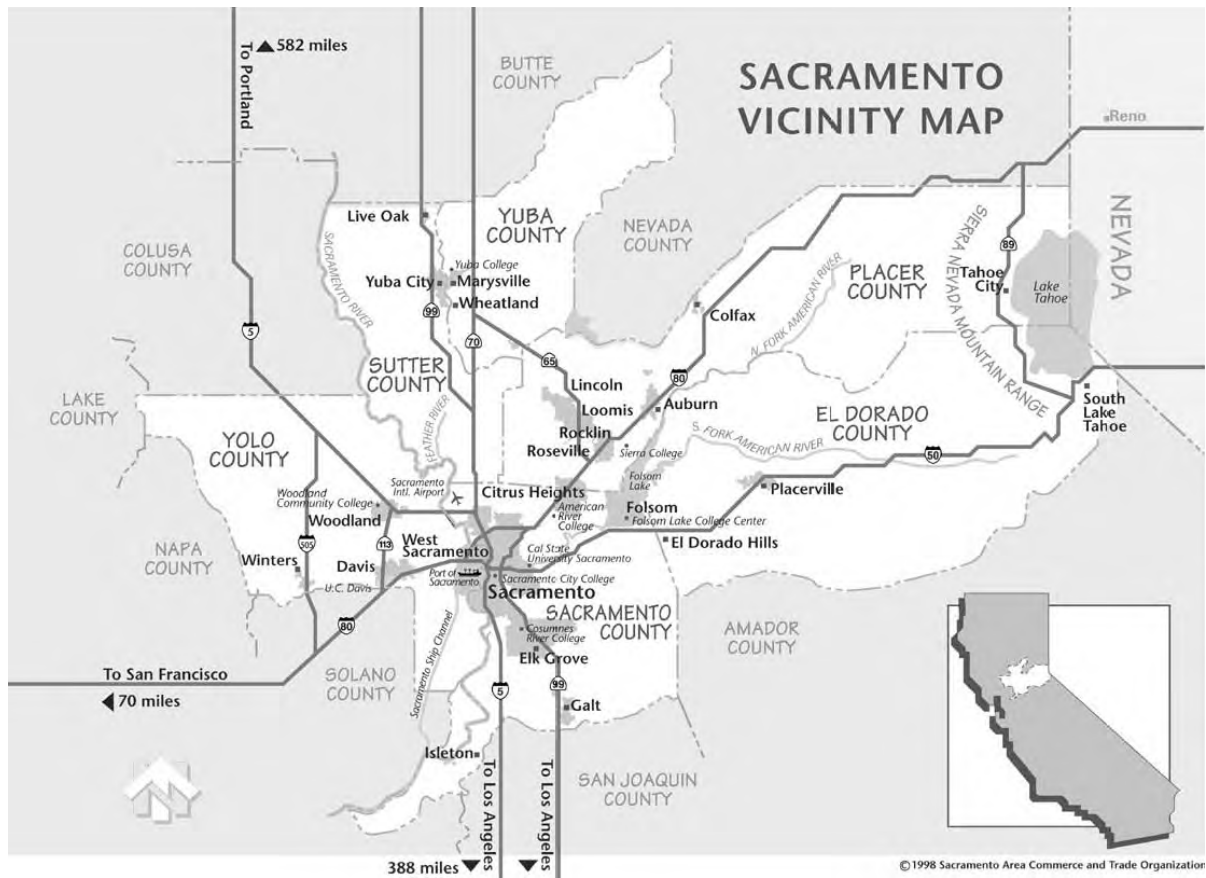 SACRAMENTO
VICINITY MAP
582 miles
To Portland
BUTTE
COUNTY
Reno
Live Oak
YUBA
COUNTY
NEVADA
COUNTY
NEVADA
COLUSA
COUNTY
SACRAMENTO RIVER
Yuba College
Yuba City
Marysville
Wheatland
99
70
5
PLACER
COUNTY
SIERRA NEVADA MOUNTAIN RANGE
89
Tahoe
City
Lake
Tahoe
Colfax
N. FORK AMERICAN RIVER
SUTTER
COUNTY
65
80
Lincoln
Loomis
Auburn
Rocklin
Roseville
Sierra College
LAKE
COUNTY
FEATHER RIVER
EL DORADO
COUNTY
South
Lake
Tahoe
S. FORK AMERICAN RIVER
50
YOLO
COUNTY
Woodland
Community College
Sacramento
Intl. Airport
Citrus Heights
Folsom
Lake
Placerville
Woodland
American
River
College
Folsom
Folsom Lake College Center
505
113
West
Sacramento
El Dorado Hills
NAPA
COUNTY
Winters
Davis
U.C. Davis
Cal State
University Sacramento
Port of
Sacramento
Sacramento City College
Sacramento
SACRAMENTO
COUNTY
80
Cosumnes
River College
Elk Grove
AMADOR
COUNTY
To San Francisco
70 miles
SOLANO
COUNTY
Sacramento Ship Channel
5
99
Galt
Isleton
To Los Angeles
To Los Angeles
SAN JOAQUIN
COUNTY
388 miles
©1998 Sacramento Area Commerce and Trade Organization